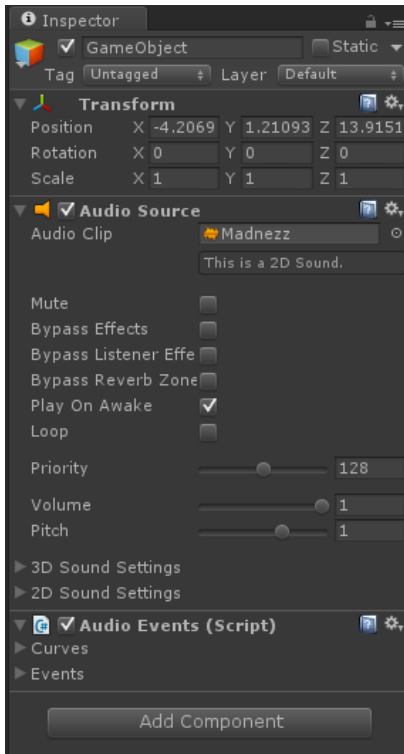 Inspector
GameObject Static
Tag Untagged Layer Default
Transform
Position X -4.2069 Y 1.21093 Z 13.9151
Rotation X 0 Y 0 Z 0
Scale X 1 Y 1 Z 1
Audio Source
Audio Clip Madnezz
This is a 2D Sound.
Mute
Bypass Effects
Bypass Listener Effe
Bypass Reverb Zone
Play On Awake
Loop
Priority 128
Volume 1
Pitch 1
3D Sound Settings
2D Sound Settings
C# Audio Events (Script)
Curves
Events
Add Component